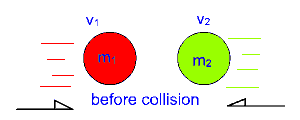 v₁ v₂
m₁ m₂
before collision